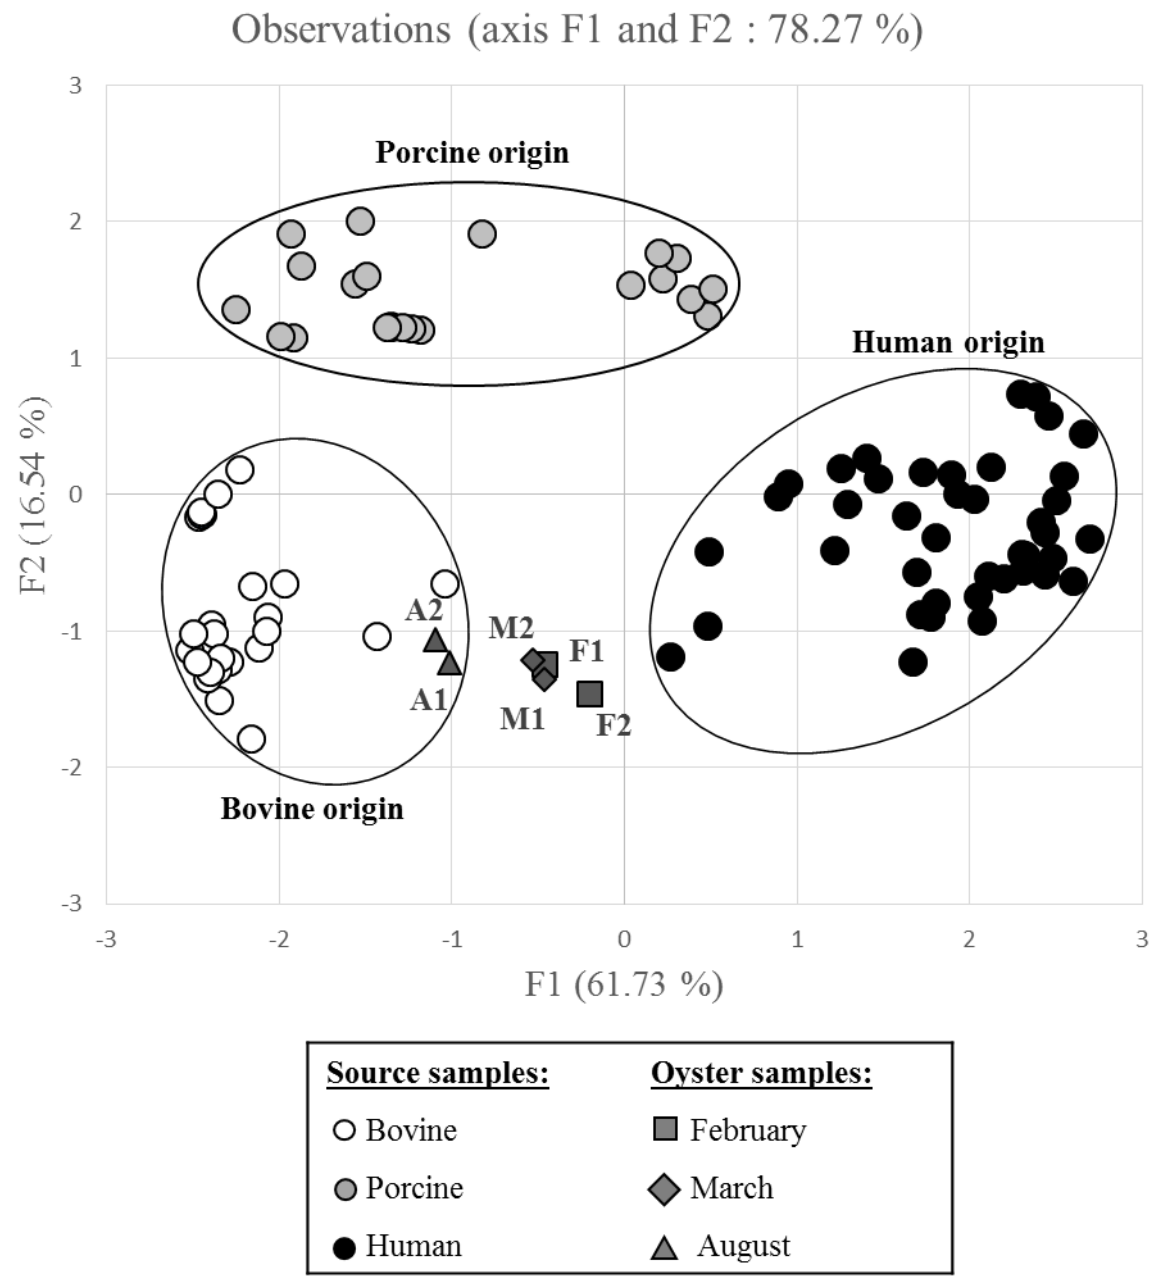 Observations (axis F1 and F2 : 78.27 %)
3
Porcine origin
2
1
Human origin
F2 (16.54 %)
0
A2
M2
F1
-1
A1
M1
F2
-2
Bovine origin
-3
-3 -2 -1 0 1 2 3
F1 (61.73 %)
Source samples: Oyster samples:
Bovine February
Porcine March
Human August